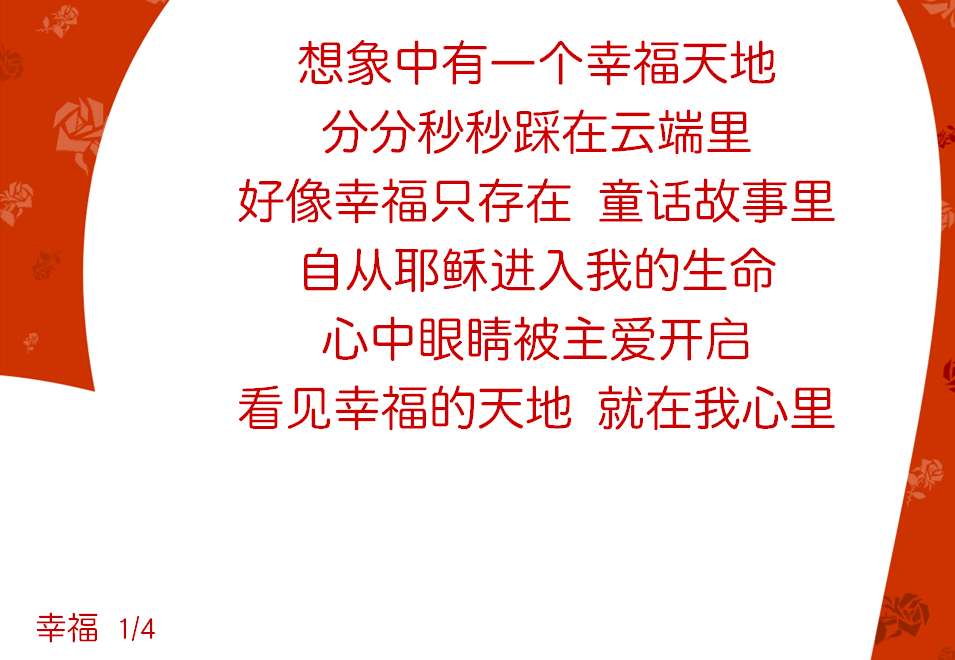 想象中有一个幸福天地
分分秒秒踩在云端里
好像幸福只存在 童话故事里
自从耶稣进入我的生命
心中眼睛被主爱开启
看见幸福的天地 就在我心里
幸福 1/4